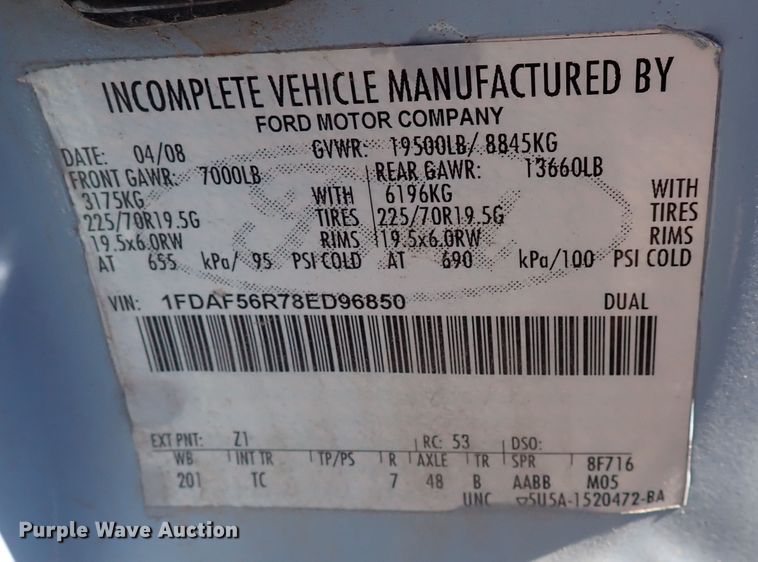 INCOMPLETE VEHICLE MANUFACTURED BY
FORD MOTOR COMPANY
DATE: 04/08 GVWR: 19500LB/ 8845KG
FRONT GAWR: 7000LB REAR GAWR: 13660LB
3175KG WITH 6196KG WITH
225/70R19.5G TIRES 225/70R19.5G TIRES
19.5x6.0RW RIMS 19.5x6.0RW RIMS
AT 655 kPa/ 95 PSI COLD AT 690 kPa/100 PSI COLD
VIN: 1FDAF56R78ED96850 DUAL
EXT PNT: Z1 RC: 53 DSO:
WB INT TR TP/PS R AXLE TR SPR 8F716
201 TC 7 48 B AABB M05
UNC ▽5U5A-1520472-BA
Purple Wave Auction